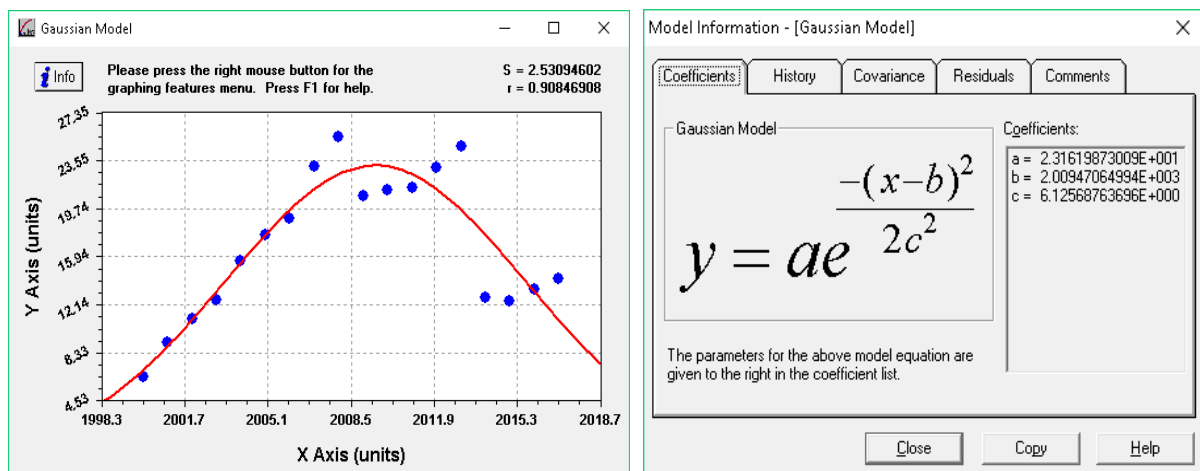 Gaussian Model
Info
Please press the right mouse button for the
graphing features menu. Press F1 for help.
S = 2.53094602
r = 0.90846908
Y Axis (units)
27.35
23.55
19.74
15.94
12.14
8.33
4.53
1998.3 2001.7 2005.1 2008.5 2011.9 2015.3 2018.7
X Axis (units)
Model Information - [Gaussian Model]
Coefficients History Covariance Residuals Comments
Gaussian Model
y = ae^(-(x-b)^2/2c^2)
The parameters for the above model equation are
given to the right in the coefficient list.
Coefficients:
a = 2.31619873009E+001
b = 2.00947064994E+003
c = 6.12568763696E+000
Close Copy Help